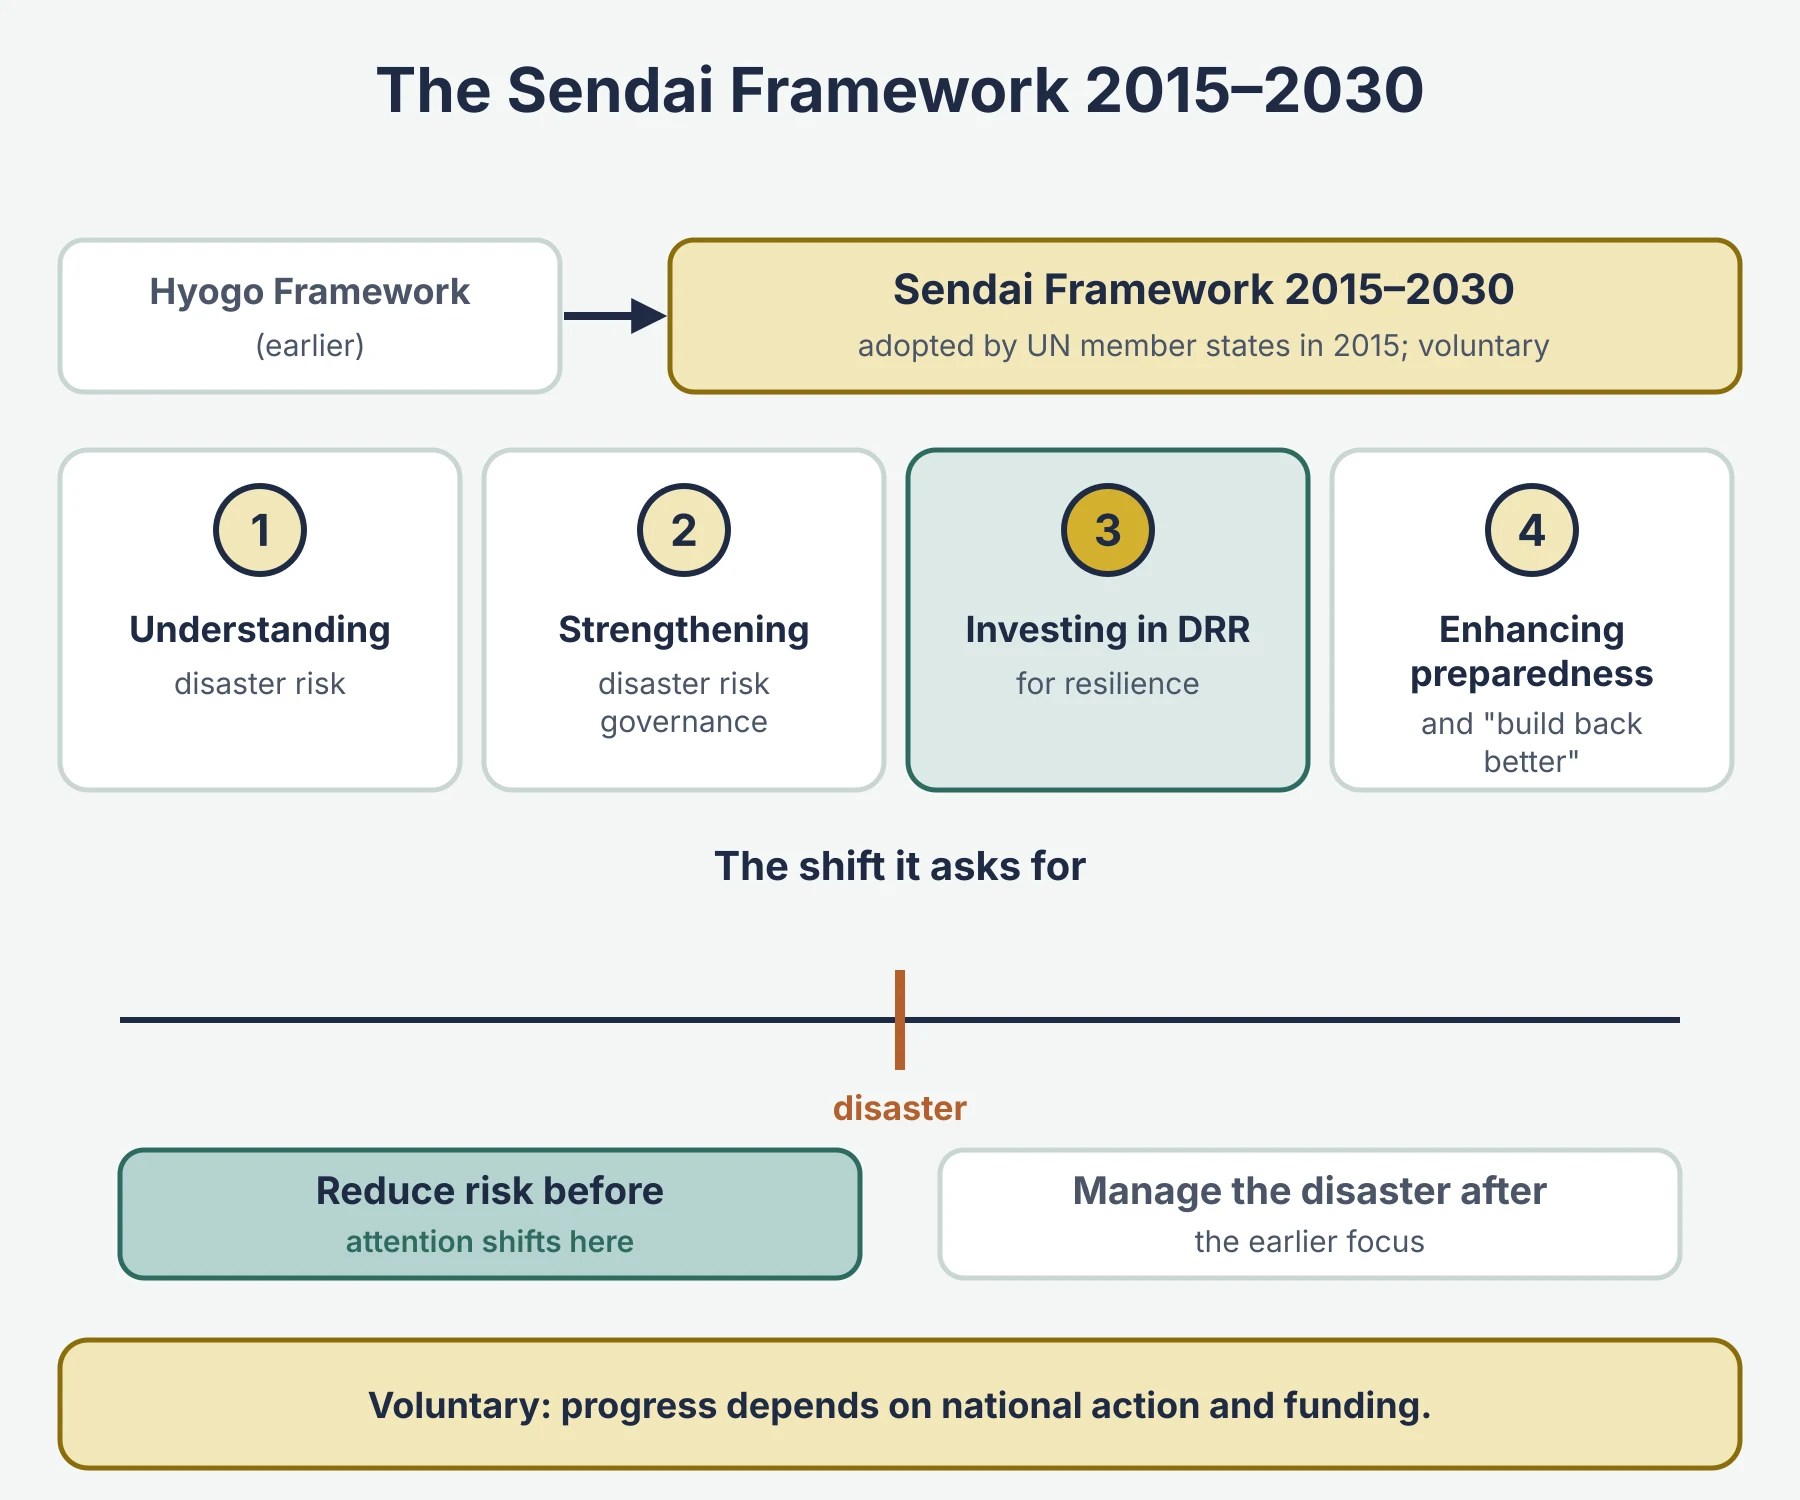 The Sendai Framework 2015–2030
Hyogo Framework
(earlier)
Sendai Framework 2015–2030
adopted by UN member states in 2015; voluntary
1
Understanding
disaster risk
2
Strengthening
disaster risk
governance
3
Investing in DRR
for resilience
4
Enhancing
preparedness
and "build back
better"
The shift it asks for
disaster
Reduce risk before
attention shifts here
Manage the disaster after
the earlier focus
Voluntary: progress depends on national action and funding.